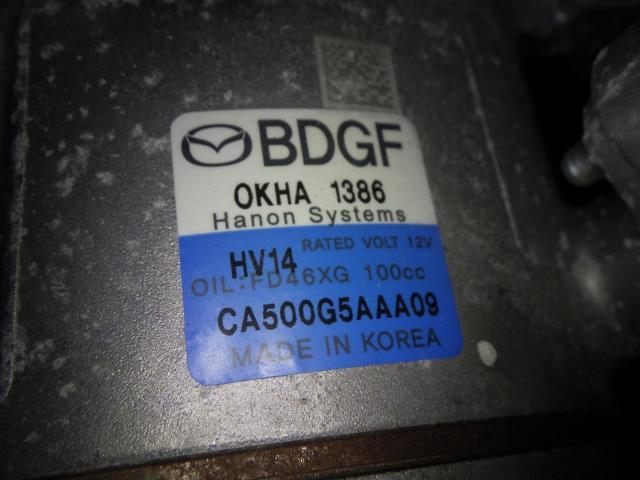 BDGF
OKHA 1386
Hanon Systems
RATED VOLT 12V
HV14
OIL:FD46XG 100cc
CA500G5AAA09
MADE IN KOREA